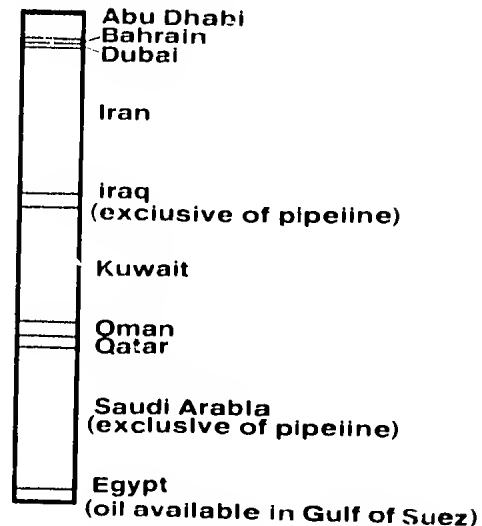 Abu Dhabi
Bahrain
Dubai
Iran
iraq
(exclusive of pipeline)
Kuwait
Oman
Qatar
Saudi Arabia
(exclusive of pipeline)
Egypt
(oil available in Gulf of Suez)